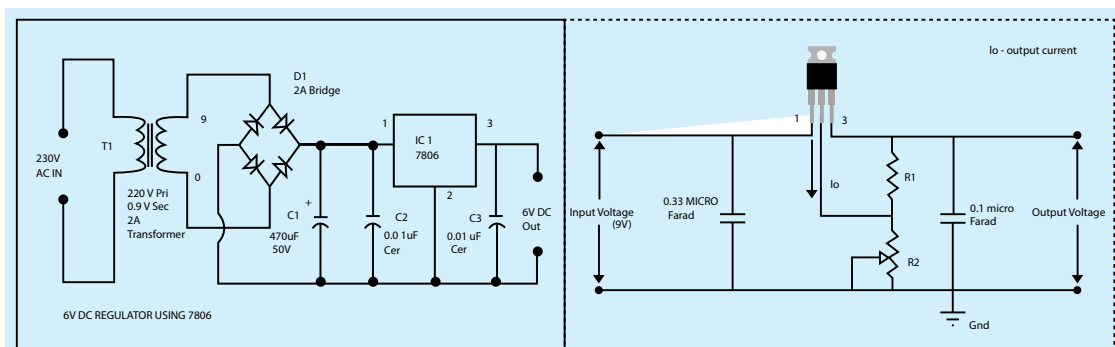 D1
2A Bridge
9
T1
0
230V
AC IN
220 V Pri
0.9 V Sec
2A
Transformer
1
IC 1
7806
3
2
+
C1
470uF
50V
C2
0.0 1uF
Cer
C3
0.01 uF
Cer
6V DC
Out
6V DC REGULATOR USING 7806
Io - output current
1
3
Io
R1
R2
Input Voltage
(9V)
0.33 MICRO
Farad
0.1 micro
Farad
Output Voltage
Gnd